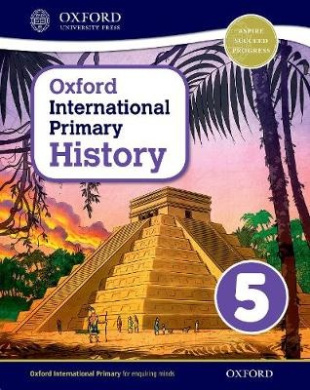 OXFORD
UNIVERSITY PRESS
ASPIRE
SUCCEED
PROGRESS
Oxford
International
Primary
History
5
Oxford International Primary for enquiring minds
OXFORD